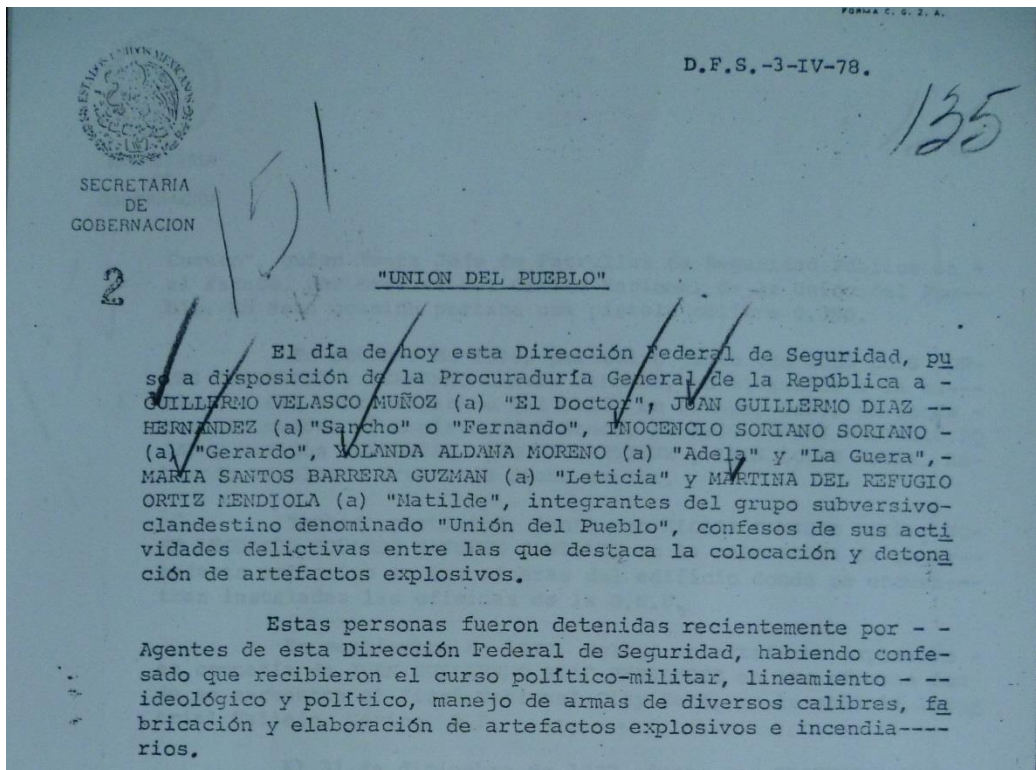 FORMA C. G. 2. A.
D.F.S.-3-IV-78.
135
151
ESTADOS UNIDOS MEXICANOS
SECRETARIA
DE
GOBERNACION
2
"UNION DEL PUEBLO"
El día de hoy esta Dirección Federal de Seguridad, pu
so a disposición de la Procuraduría General de la República a -
GUILLERMO VELASCO MUÑOZ (a) "El Doctor", JUAN GUILLERMO DIAZ --
HERNANDEZ (a)"Sancho" o "Fernando", INOCENCIO SORIANO SORIANO -
(a) "Gerardo", YOLANDA ALDANA MORENO (a) "Adela" y "La Guera",-
MARIA SANTOS BARRERA GUZMAN (a) "Leticia" y MARTINA DEL REFUGIO
ORTIZ MENDIOLA (a) "Matilde", integrantes del grupo subversivo-
clandestino denominado "Unión del Pueblo", confesos de sus acti
vidades delictivas entre las que destaca la colocación y detona
ción de artefactos explosivos.
Estas personas fueron detenidas recientemente por - -
Agentes de esta Dirección Federal de Seguridad, habiendo confe-
sado que recibieron el curso político-militar, lineamiento - --
ideológico y político, manejo de armas de diversos calibres, fa
bricación y elaboración de artefactos explosivos e incendia----
rios.